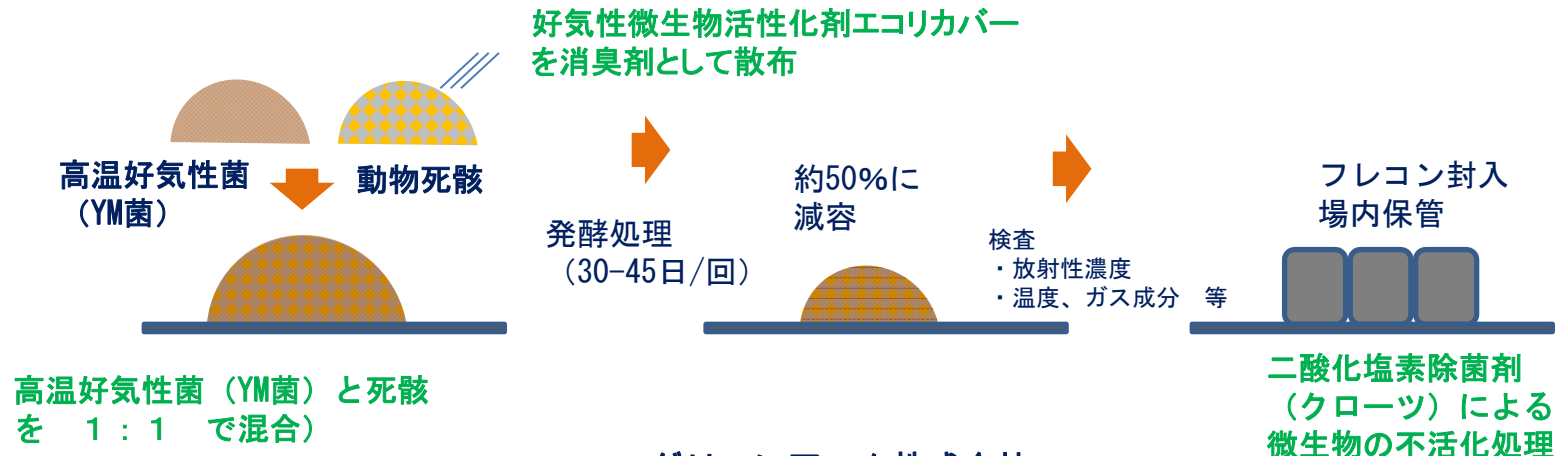 好気性微生物活性化剤エコリカバー
を消臭剤として散布
高温好気性菌
（YM菌）
動物死骸
発酵処理
（30-45日/回）
約50%に
減容
検査
・放射性濃度
・温度、ガス成分　等
フレコン封入
場内保管
高温好気性菌（YM菌）と死骸
を　１：１　で混合）
二酸化塩素除菌剤
（クローツ）による
微生物の不活化処理